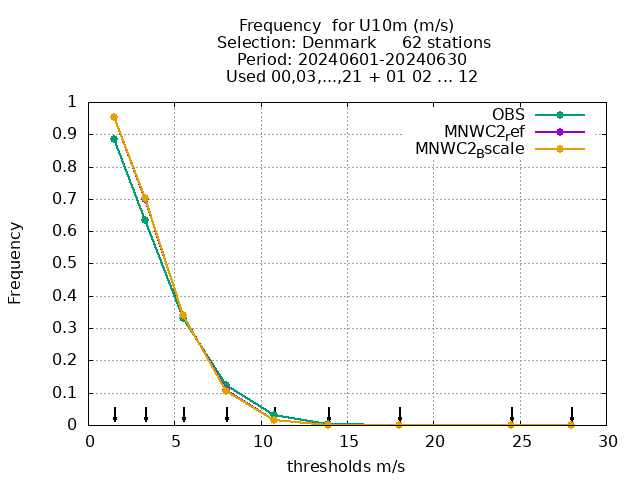 Frequency  for U10m (m/s)
Selection: Denmark     62 stations
Period: 20240601-20240630
Used 00,03,...,21 + 01 02 ... 12
OBS
MNWC2ref
MNWC2Bscale
1
0.9
0.8
0.7
0.6
0.5
0.4
0.3
0.2
0.1
0
Frequency
0 5 10 15 20 25 30
thresholds m/s